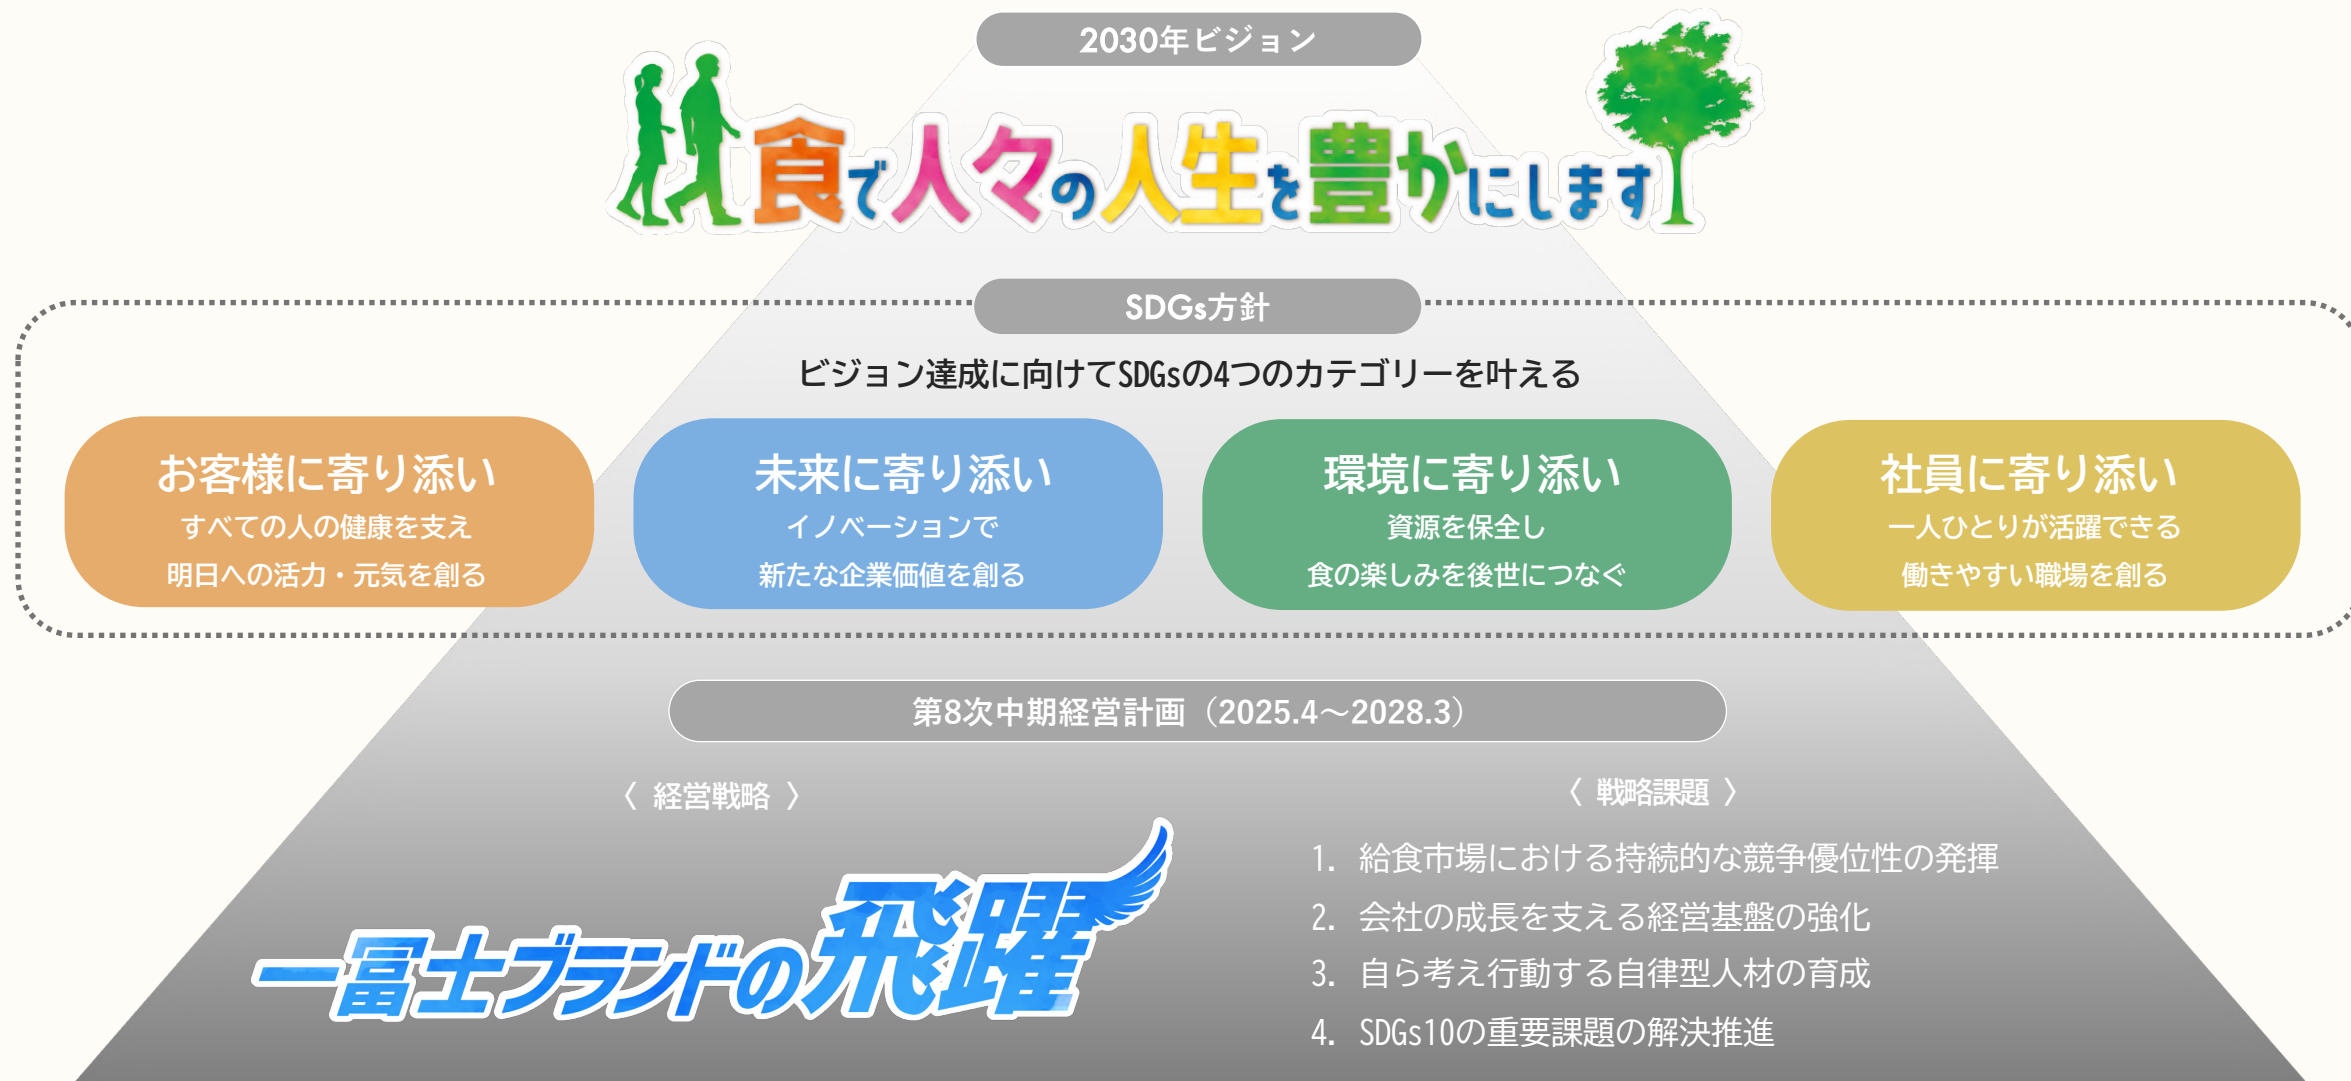 2030年ビジョン
食で人々の人生を豊かにします
SDGs方針
ビジョン達成に向けてSDGsの4つのカテゴリーを叶える
お客様に寄り添い
すべての人の健康を支え
明日への活力・元気を創る
未来に寄り添い
イノベーションで
新たな企業価値を創る
環境に寄り添い
資源を保全し
食の楽しみを後世につなぐ
社員に寄り添い
一人ひとりが活躍できる
働きやすい職場を創る
第8次中期経営計画（2025.4～2028.3）
〈 経営戦略 〉
一冨士ブランドの飛躍
〈 戦略課題 〉
1. 給食市場における持続的な競争優位性の発揮
2. 会社の成長を支える経営基盤の強化
3. 自ら考え行動する自律型人材の育成
4. SDGs10の重要課題の解決推進